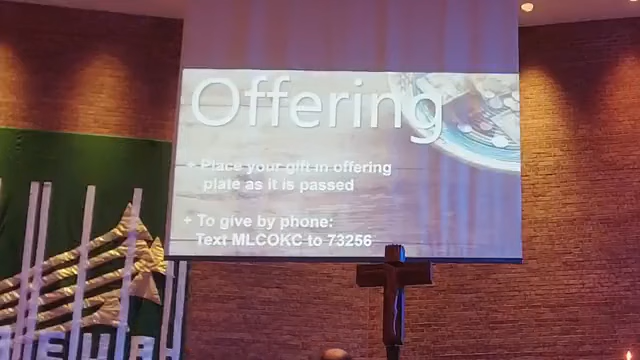 Offering
+ Place your gift in offering
plate as it is passed
+ To give by phone:
Text MLCOKC to 73256